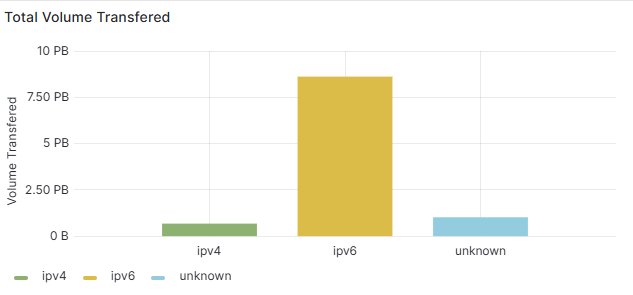 Total Volume Transfered
10 PB
7.50 PB
5 PB
2.50 PB
0 B
Volume Transfered
ipv4 ipv6 unknown
ipv4 ipv6 unknown